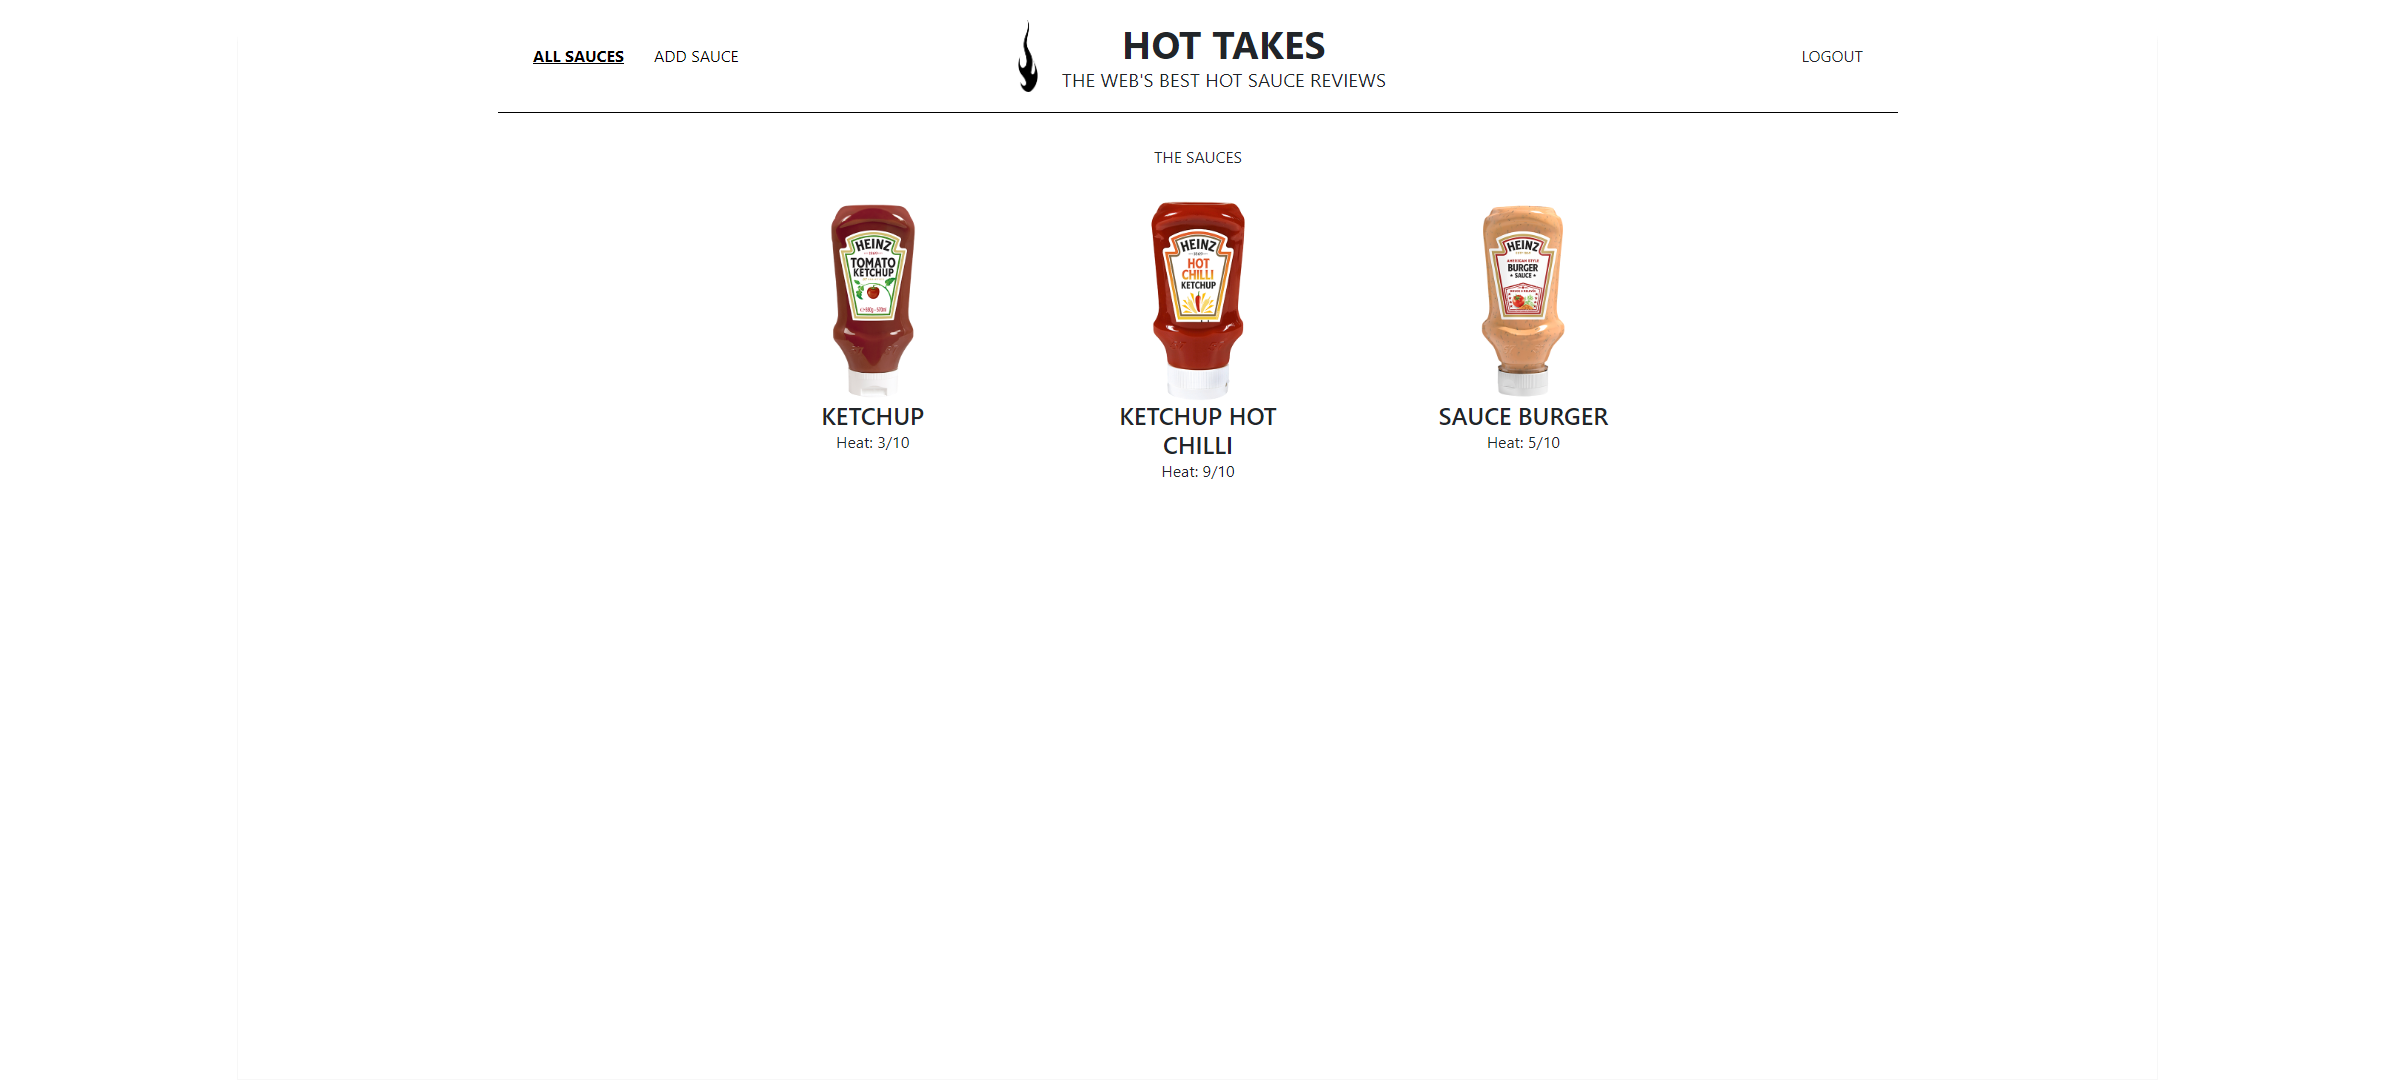 ALL SAUCES
ADD SAUCE
HOT TAKES
THE WEB'S BEST HOT SAUCE REVIEWS
LOGOUT
THE SAUCES
HEINZ
TOMATO
KETCHUP
HEINZ
HOT
CHILLI
KETCHUP
HEINZ
AMERICAN STYLE
BURGER
SAUCE
KETCHUP
Heat: 3/10
KETCHUP HOT
CHILLI
Heat: 9/10
SAUCE BURGER
Heat: 5/10